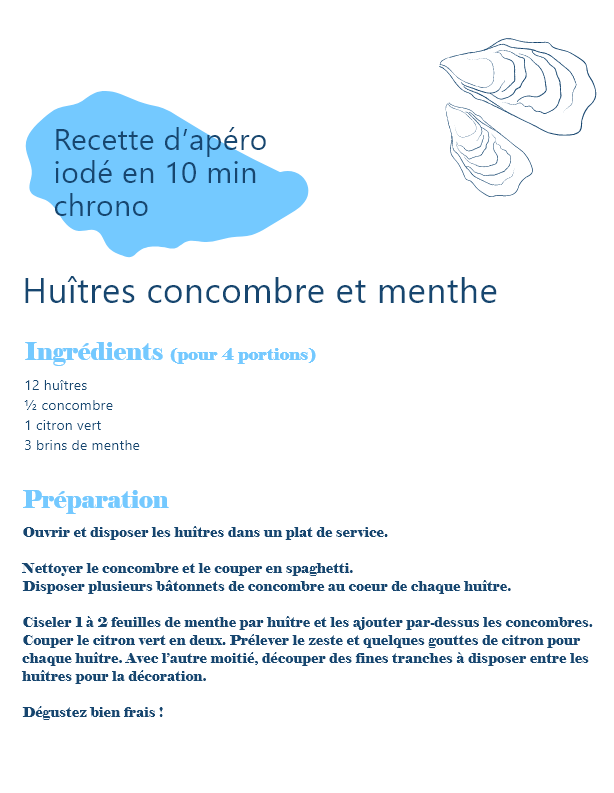 Recette d’apéro
iodé en 10 min
chrono
Huîtres concombre et menthe
Ingrédients (pour 4 portions)
12 huîtres
½ concombre
1 citron vert
3 brins de menthe
Préparation
Ouvrir et disposer les huîtres dans un plat de service.
Nettoyer le concombre et le couper en spaghetti.
Disposer plusieurs bâtonnets de concombre au coeur de chaque huître.
Ciseler 1 à 2 feuilles de menthe par huître et les ajouter par-dessus les concombres.
Couper le citron vert en deux. Prélever le zeste et quelques gouttes de citron pour
chaque huître. Avec l’autre moitié, découper des fines tranches à disposer entre les
huîtres pour la décoration.
Dégustez bien frais !